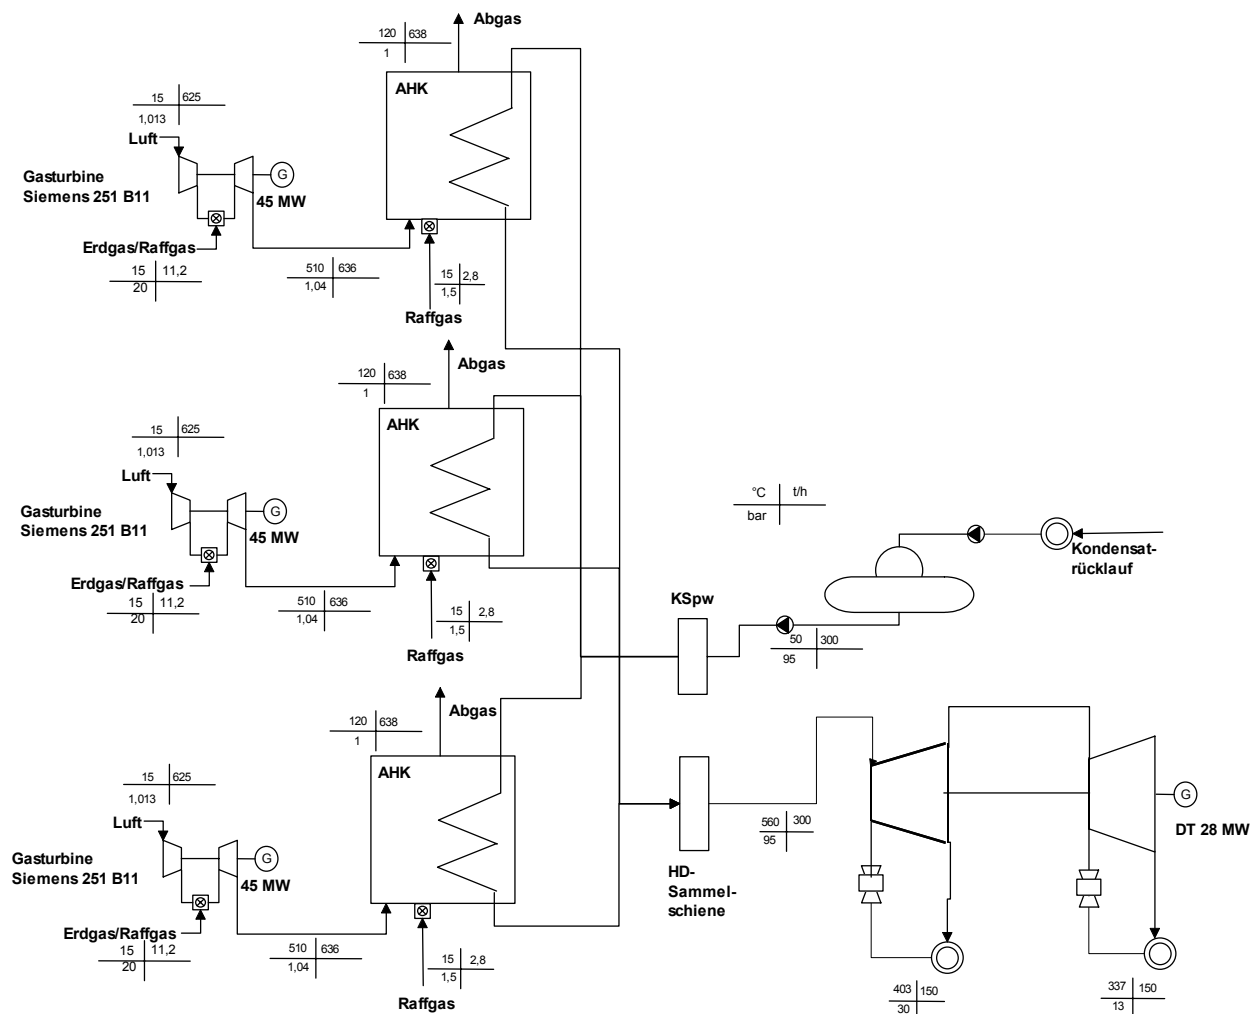 120 638
1
Abgas
AHK
15 625
1,013
Luft
G
Gasturbine
Siemens 251 B11
45 MW
Erdgas/Raffgas
15 11,2
20
510 636
1,04
15 2,8
1,5
Raffgas
Abgas
120 638
1
AHK
15 625
1,013
Luft
G
Gasturbine
Siemens 251 B11
45 MW
Erdgas/Raffgas
15 11,2
20
510 636
1,04
15 2,8
1,5
Raffgas
°C t/h
bar
Kondensat-
rücklauf
KSpw
50 300
95
Abgas
120 638
1
AHK
15 625
1,013
Luft
G
Gasturbine
Siemens 251 B11
45 MW
Erdgas/Raffgas
15 11,2
20
510 636
1,04
15 2,8
1,5
Raffgas
HD-
Sammel-
schiene
560 300
95
G
DT 28 MW
403 150
30
337 150
13